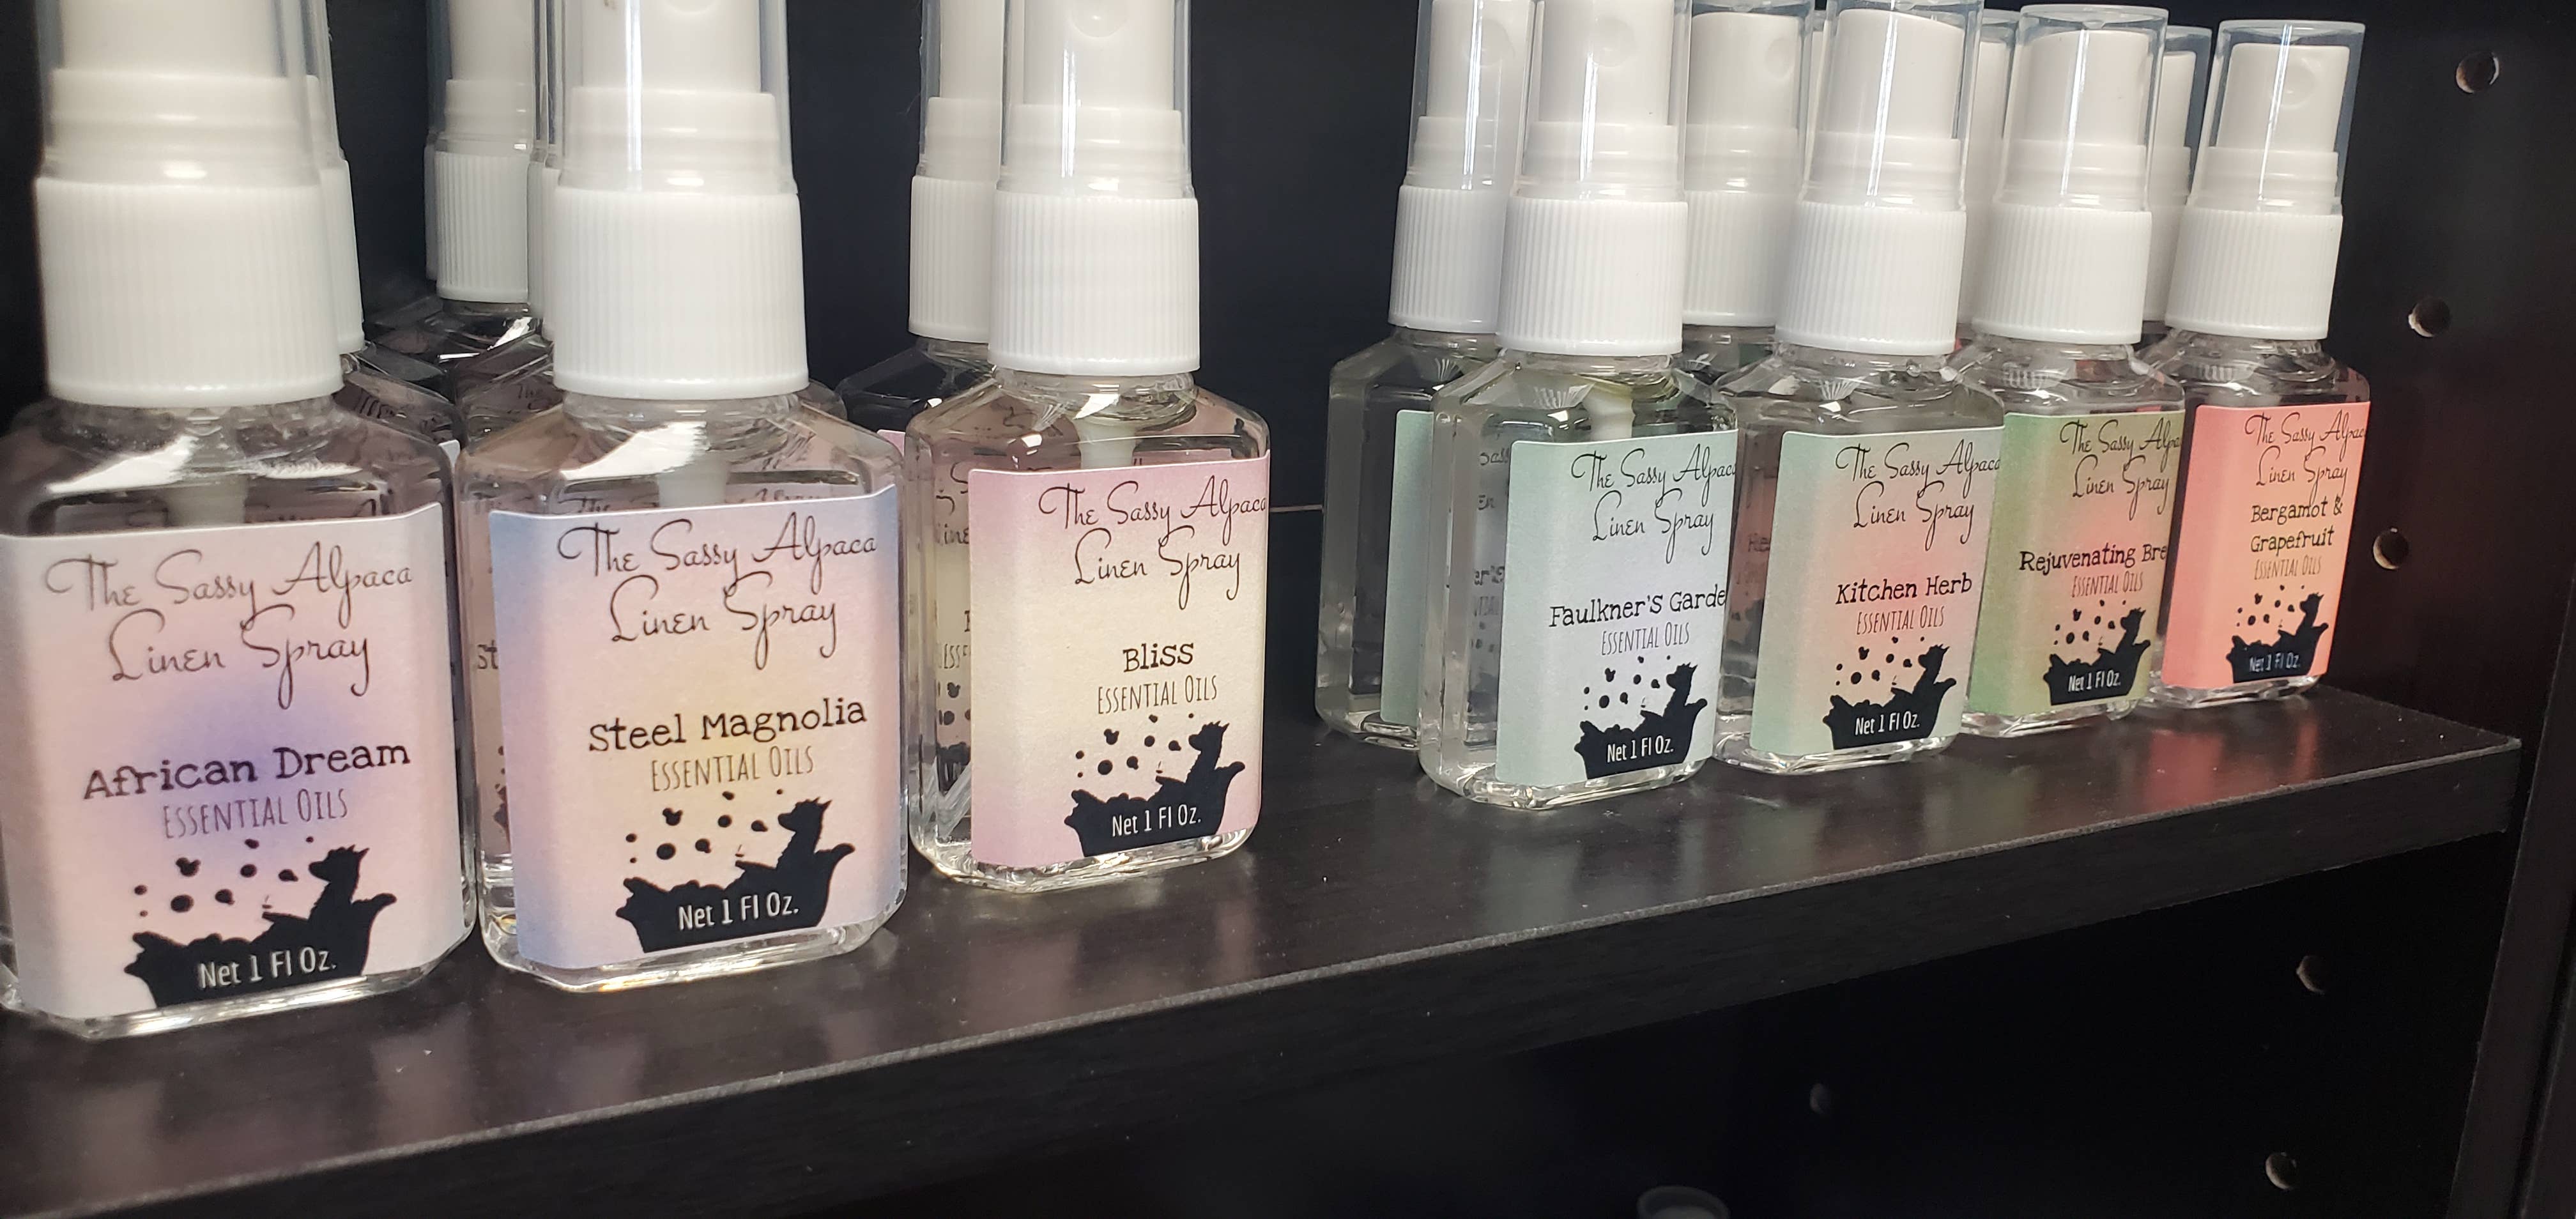 The Sassy Alpaca
Linen Spray
African Dream
Essential Oils
Net 1 Fl Oz.
The Sassy Alpaca
Linen Spray
Steel Magnolia
Essential Oils
Net 1 Fl Oz.
The Sassy Alpaca
Linen Spray
Bliss
Essential Oils
Net 1 Fl Oz.
The Sassy Alpaca
Linen Spray
Faulkner's Garde
Essential Oils
Net 1 Fl Oz.
The Sassy Alpaca
Linen Spray
Kitchen Herb
Essential Oils
Net 1 Fl Oz.
The Sassy Alpa
Linen Spray
Rejuvenating Bre
Essential Oils
Net 1 Fl Oz.
The Sassy Alpac
Linen Spray
Bergamot &
Grapefruit
Essential Oils
Net 1 Fl Oz.